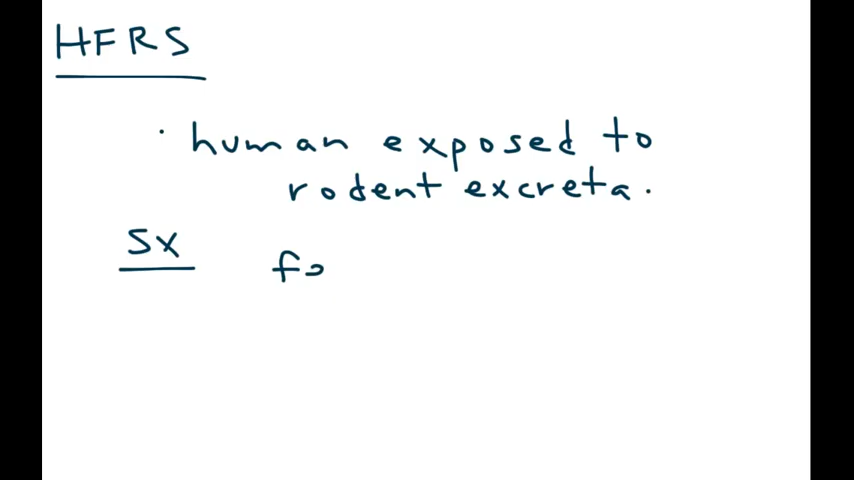 HFRS
· human exposed to
rodent excreta.
Sx